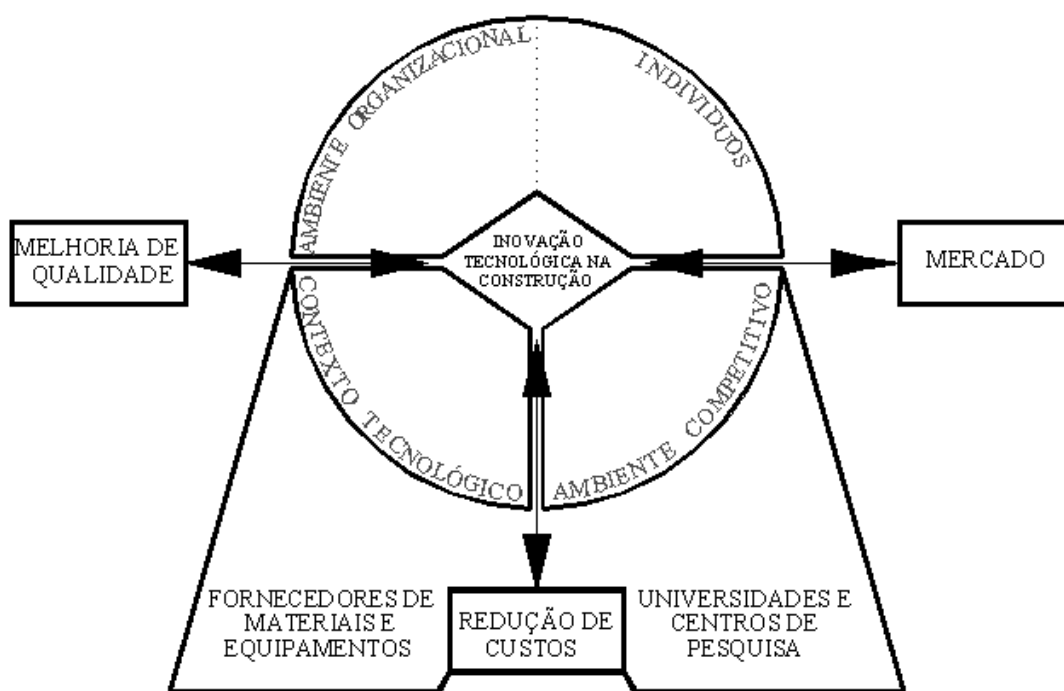 AMBIENTE ORGANIZACIONAL
INDIVIDUOS
MELHORIA DE
QUALIDADE
INOVAÇÃO
TECNOLÓGICA NA
CONSTRUÇÃO
MERCADO
CONTEXTO TECNOLÓGICO
AMBIENTE COMPETITIVO
FORNECEDORES DE
MATERIAIS E
EQUIPAMENTOS
REDUÇÃO DE
CUSTOS
UNIVERSIDADES E
CENTROS DE
PESQUISA